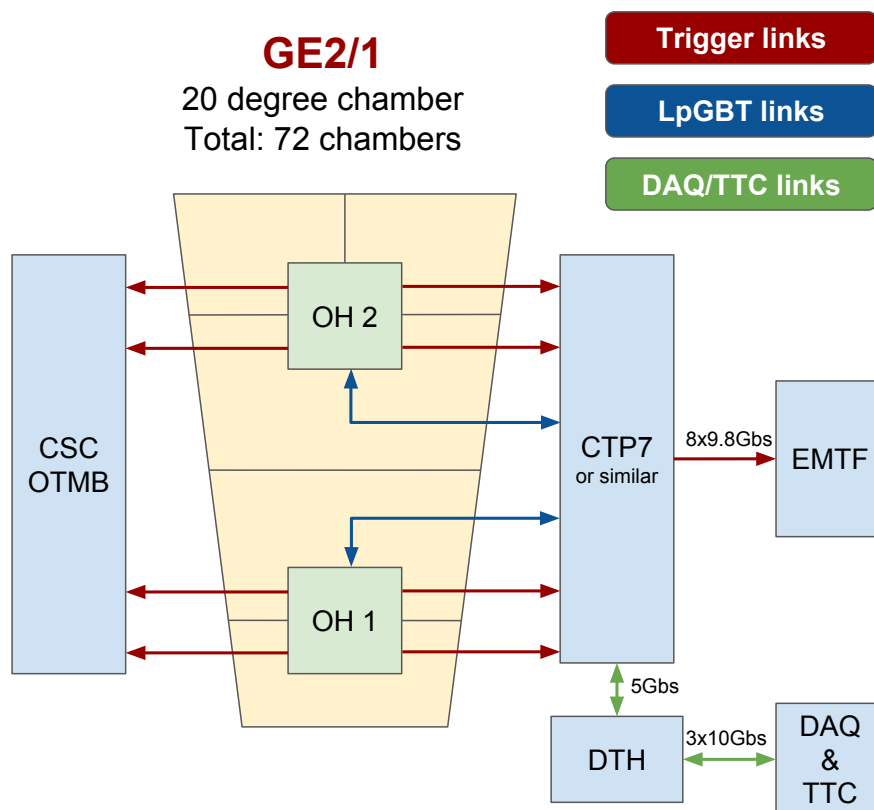 GE2/1
20 degree chamber
Total: 72 chambers
Trigger links
LpGBT links
DAQ/TTC links
OH 2
CSC
OTMB
CTP7
or similar
8x9.8Gbs
EMTF
OH 1
5Gbs
DTH
3x10Gbs
DAQ
&
TTC